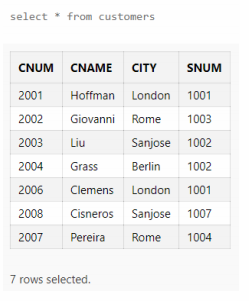 select * from customers
CNUM CNAME CITY SNUM
2001 Hoffman London 1001
2002 Giovanni Rome 1003
2003 Liu Sanjose 1002
2004 Grass Berlin 1002
2006 Clemens London 1001
2008 Cisneros Sanjose 1007
2007 Pereira Rome 1004
7 rows selected.